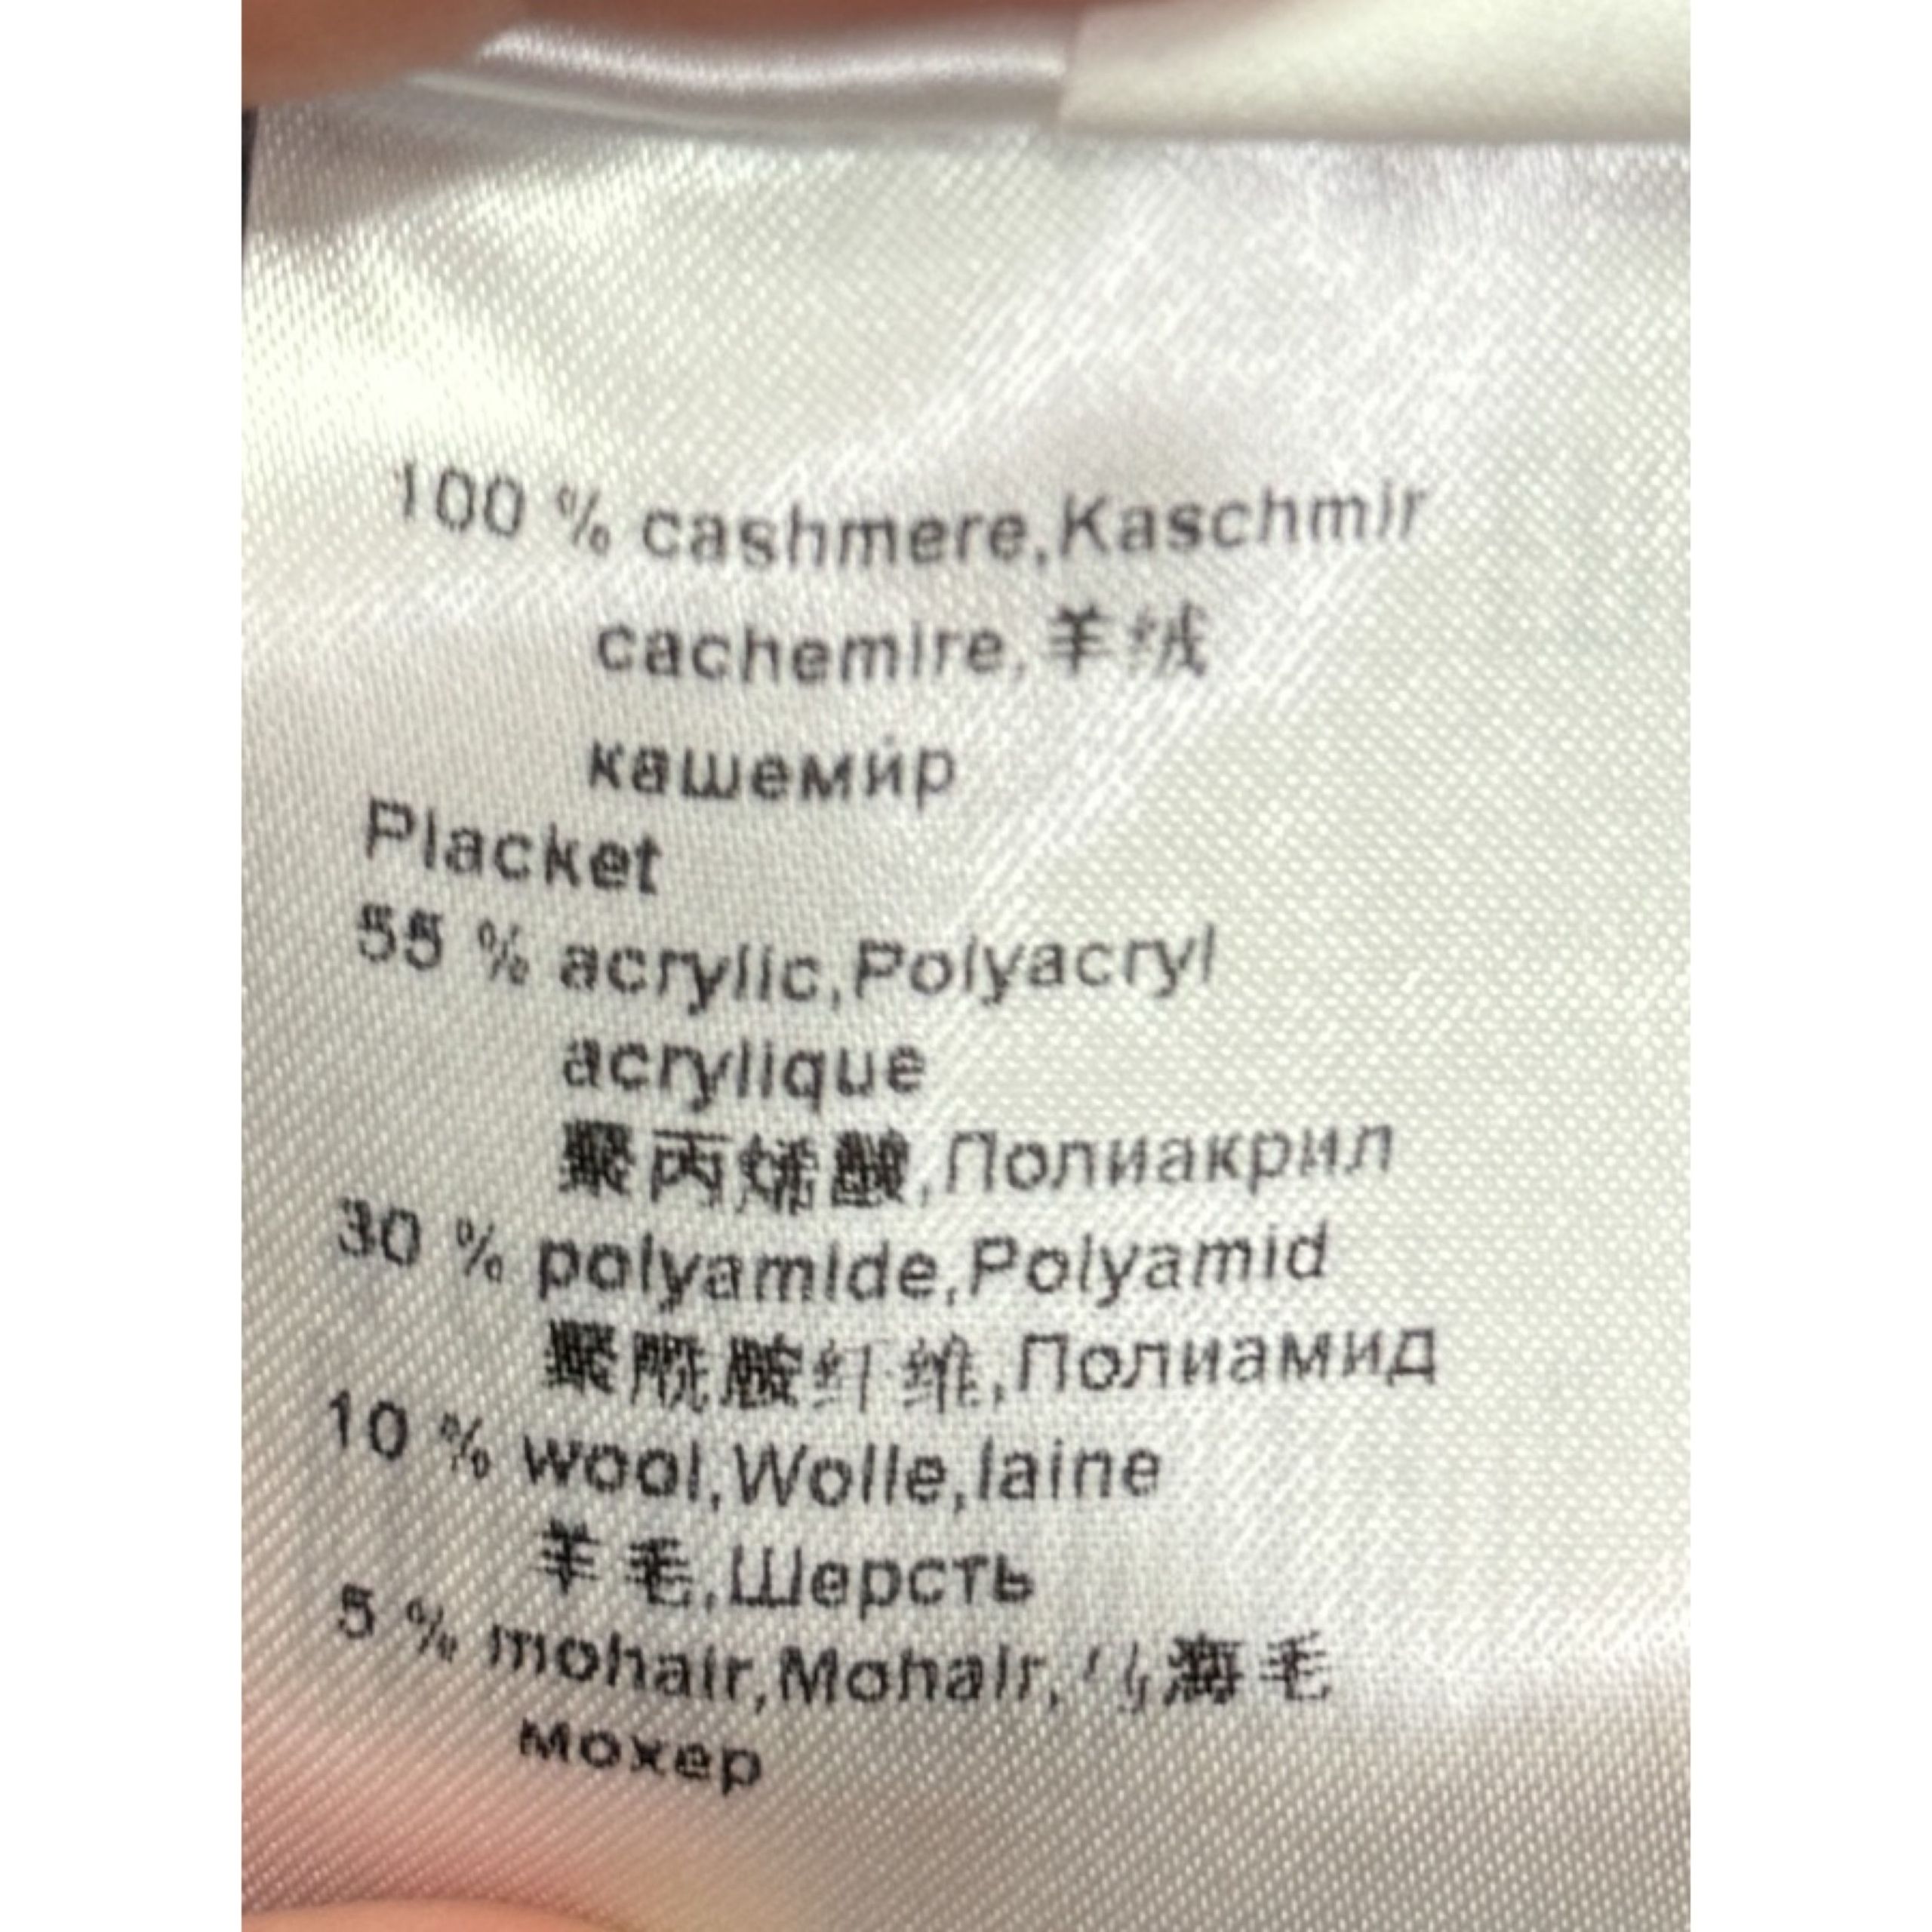 100 % cashmere,Kaschmir
cachemire,羊绒
кашемир
Placket
55 % acrylic,Polyacryl
acrylique
聚丙烯酸,Полиакрил
30 % polyamide,Polyamid
聚酰胺纤维,Полиамид
10 % wool,Wolle,laine
羊毛,Шерсть
5 % mohair,Mohair,马海毛
мохер